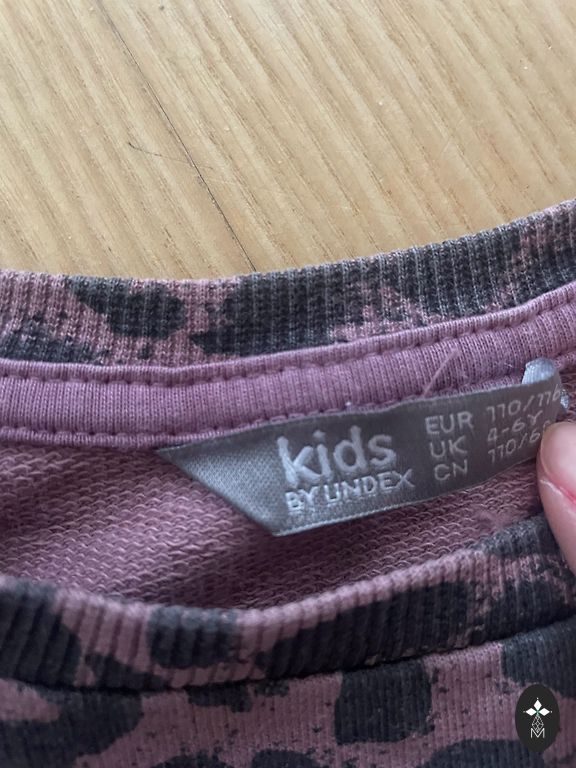 kids
BY LINDEX
EUR 110/116
UK 4-6Y
CN 110/6